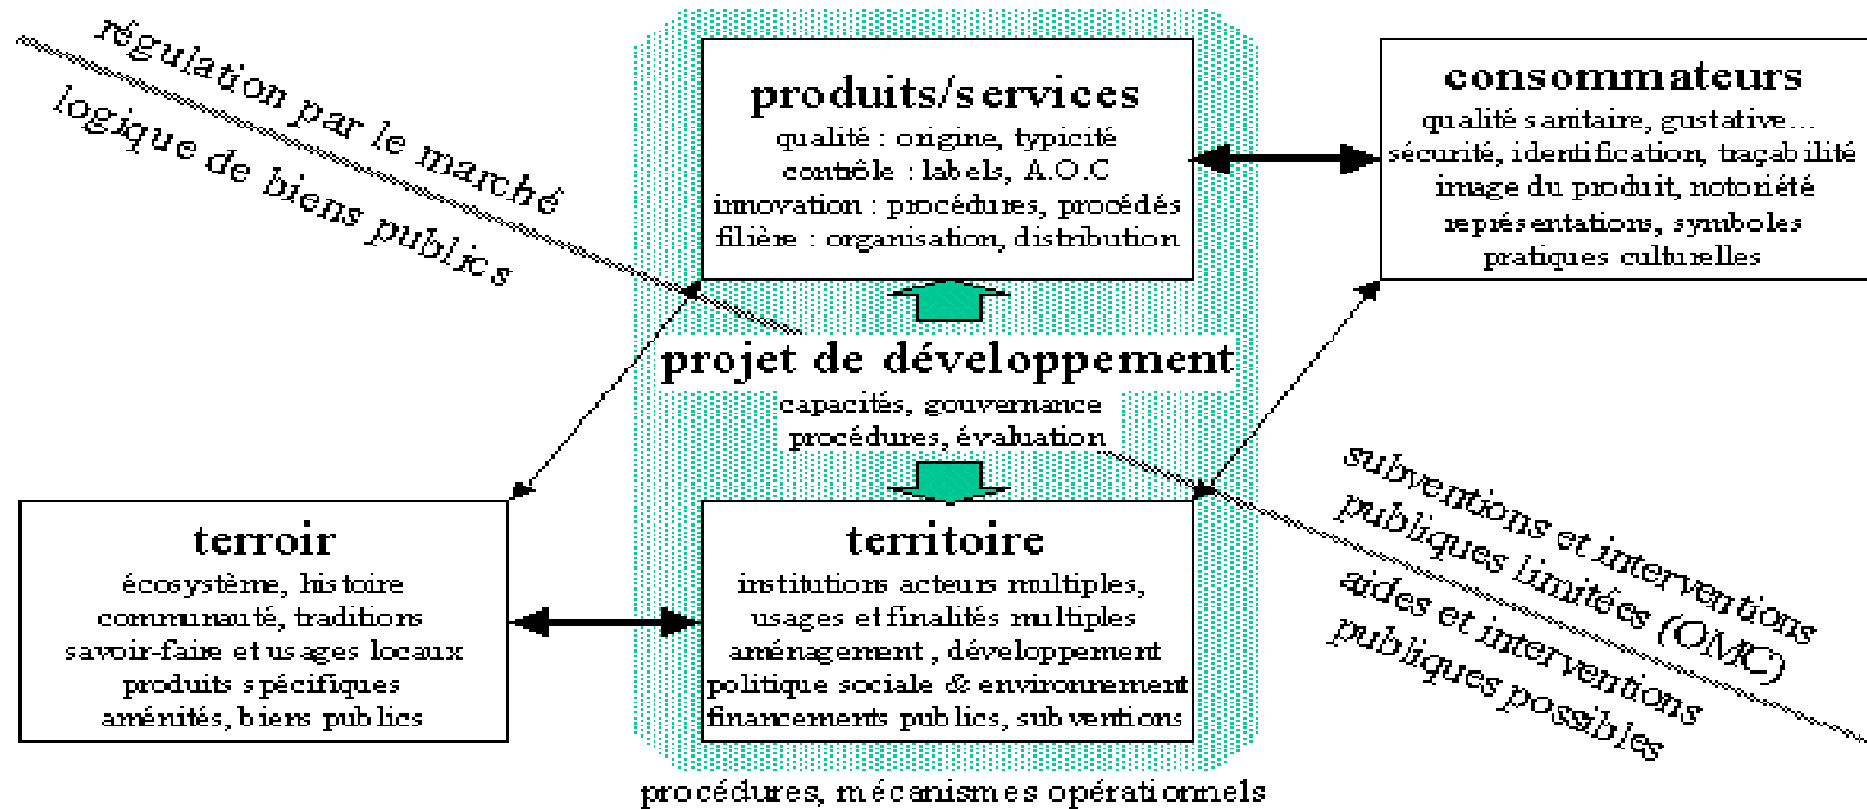 régulation par le marché
logique de biens publics
produits/services
qualité : origine, typicité
contrôle : labels, A.O.C
innovation : procédures, procédés
filière : organisation, distribution
consommateurs
qualité sanitaire, gustative...
sécurité, identification, traçabilité
image du produit, notoriété
représentations, symboles
pratiques culturelles
projet de développement
capacités, gouvernance
procédures, évaluation
subventions et interventions
publiques limitées (OMC)
aides et interventions
publiques possibles
terroir
écosystème, histoire
communauté, traditions
savoir-faire et usages locaux
produits spécifiques
aménités, biens publics
territoire
institutions acteurs multiples,
usages et finalités multiples
aménagement , développement
politique sociale & environnement
financements publics, subventions
procédures, mécanismes opérationnels